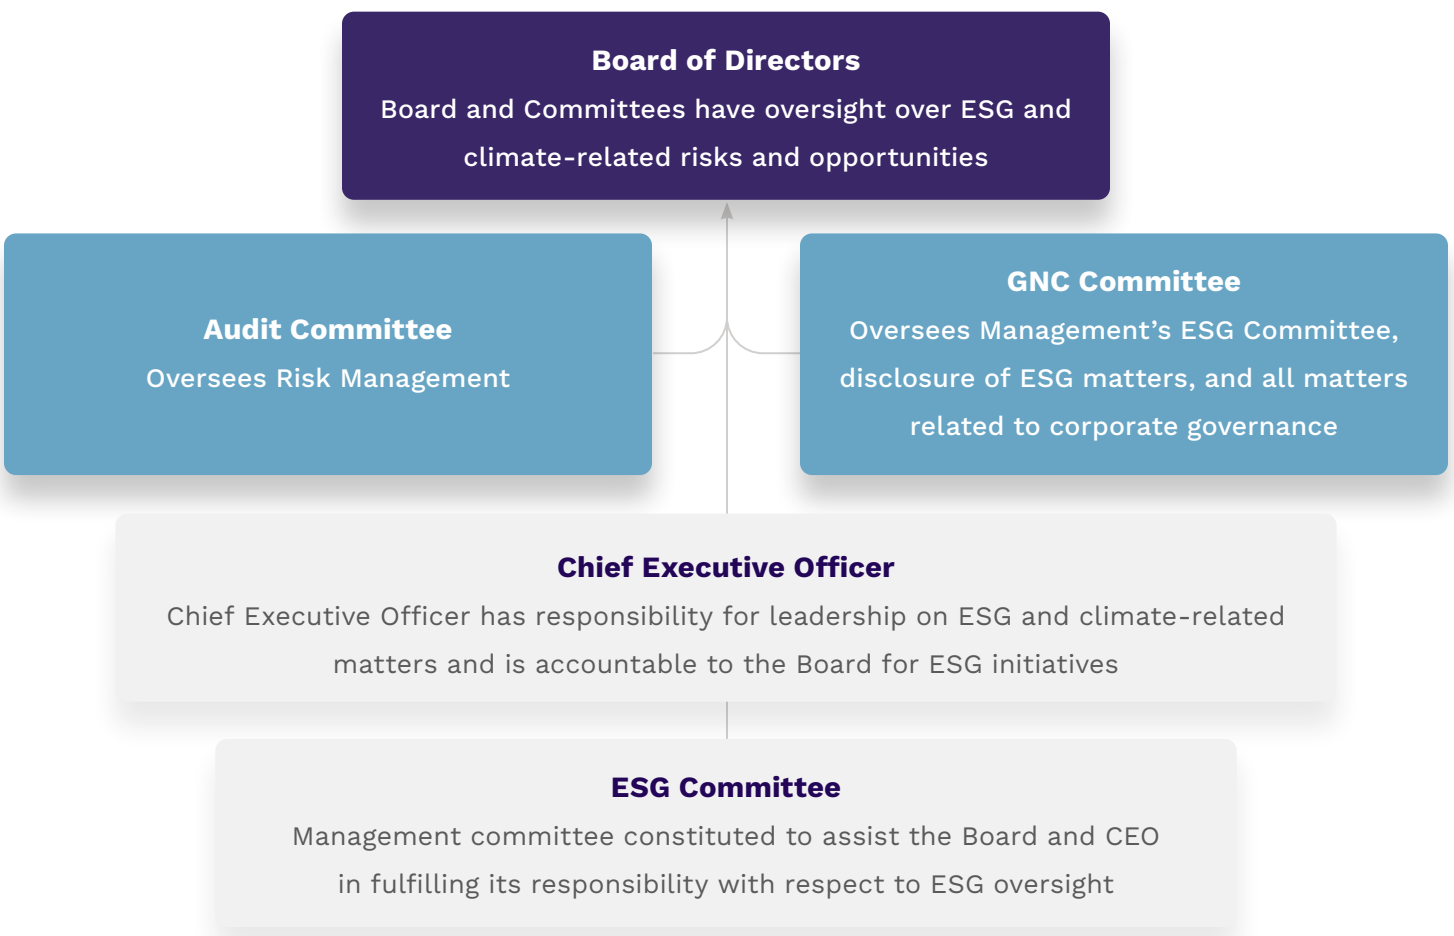 Board of Directors
Board and Committees have oversight over ESG and
climate-related risks and opportunities
Audit Committee
Oversees Risk Management
GNC Committee
Oversees Management’s ESG Committee,
disclosure of ESG matters, and all matters
related to corporate governance
Chief Executive Officer
Chief Executive Officer has responsibility for leadership on ESG and climate-related
matters and is accountable to the Board for ESG initiatives
ESG Committee
Management committee constituted to assist the Board and CEO
in fulfilling its responsibility with respect to ESG oversight